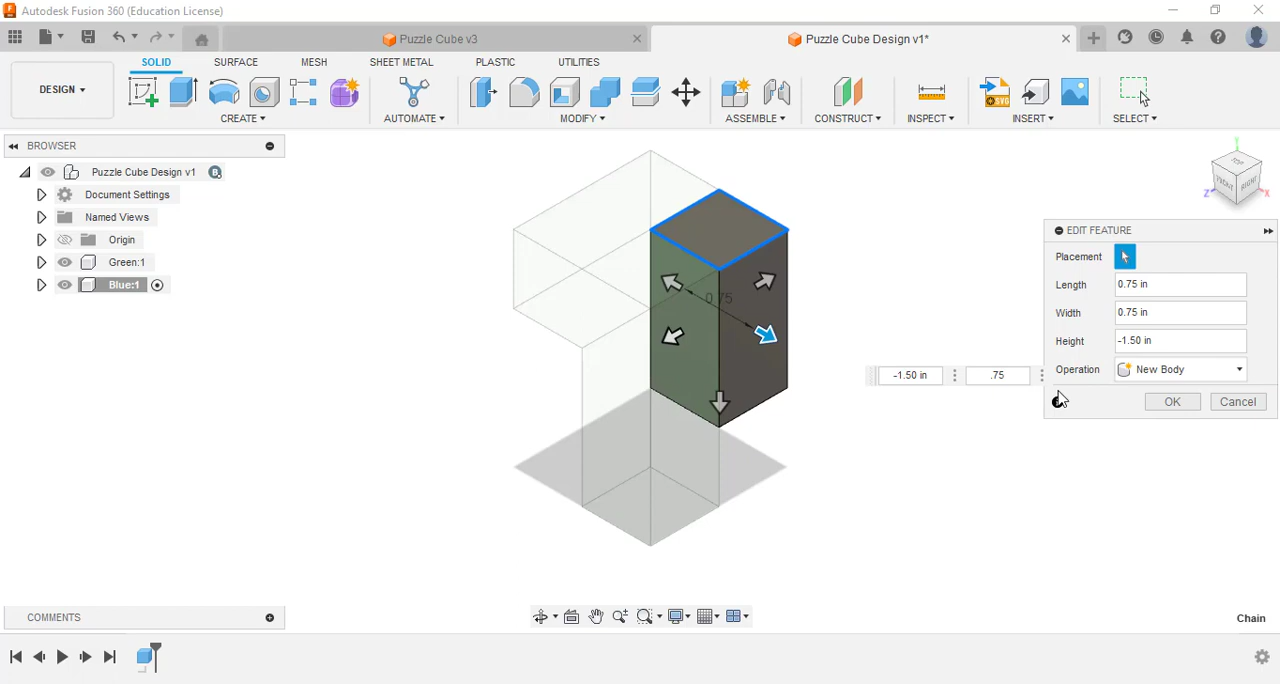 Autodesk Fusion 360 (Education License)
Puzzle Cube v3
Puzzle Cube Design v1*
SOLID SURFACE MESH SHEET METAL PLASTIC UTILITIES
DESIGN
CREATE AUTOMATE MODIFY ASSEMBLE CONSTRUCT INSPECT INSERT SELECT
BROWSER
Puzzle Cube Design v1
Document Settings
Named Views
Origin
Green:1
Blue:1
TOP
FRONT
RIGHT
Y
Z
X
0.75
-1.50 in
.75
EDIT FEATURE
Placement
Length 0.75 in
Width 0.75 in
Height -1.50 in
Operation New Body
OK Cancel
COMMENTS
Chain